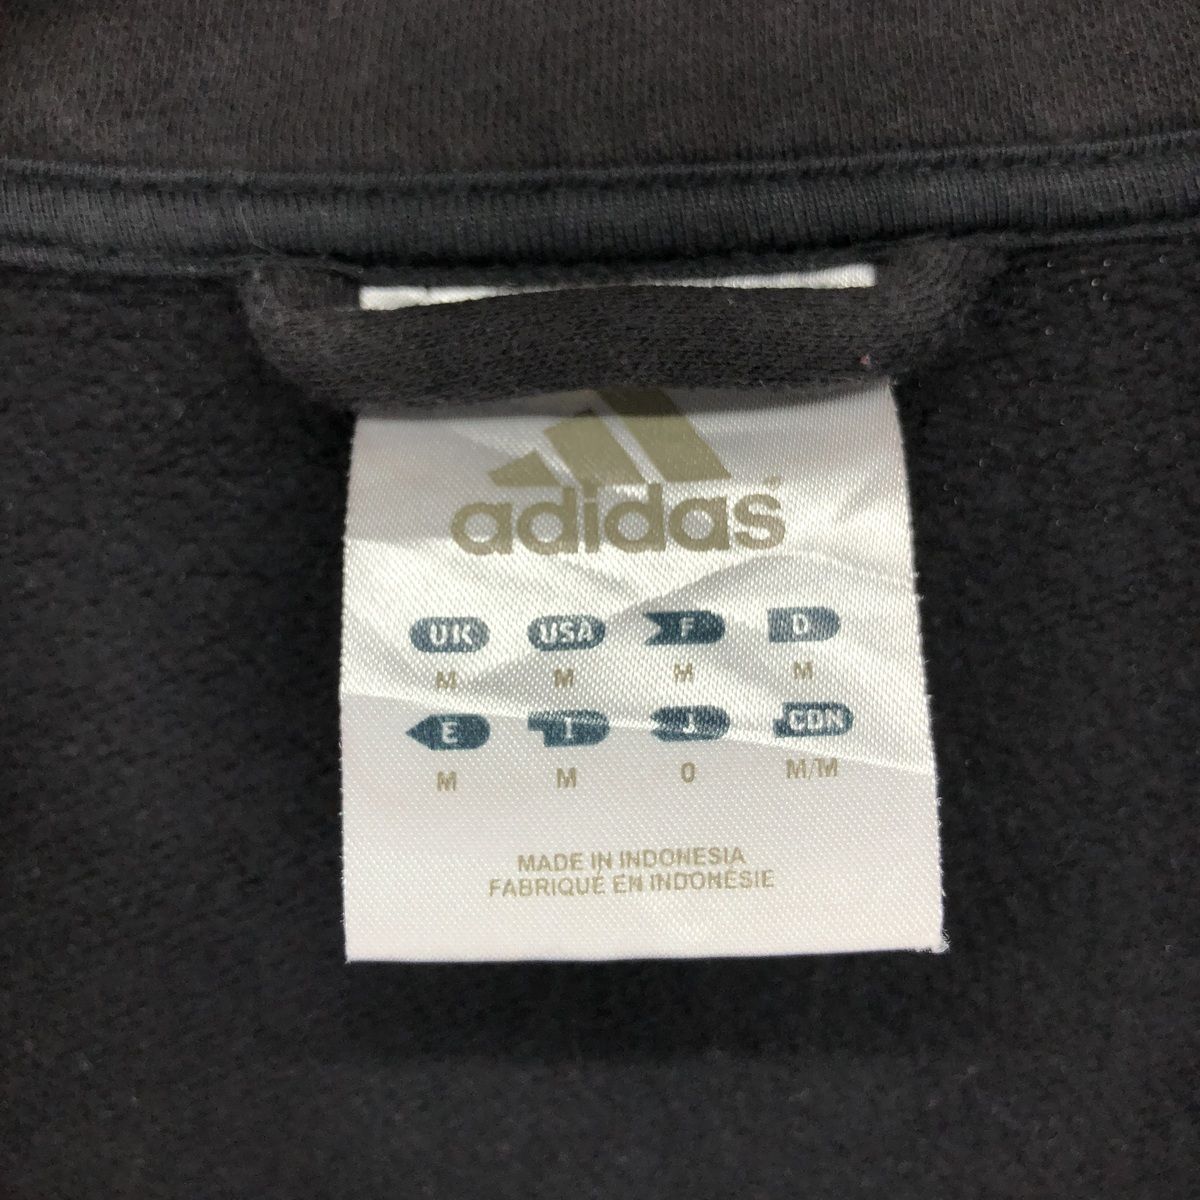 adidas
UK USA F D
M M M M
E I J CDN
M M O M/M
MADE IN INDONESIA
FABRIQUÉ EN INDONÉSIE